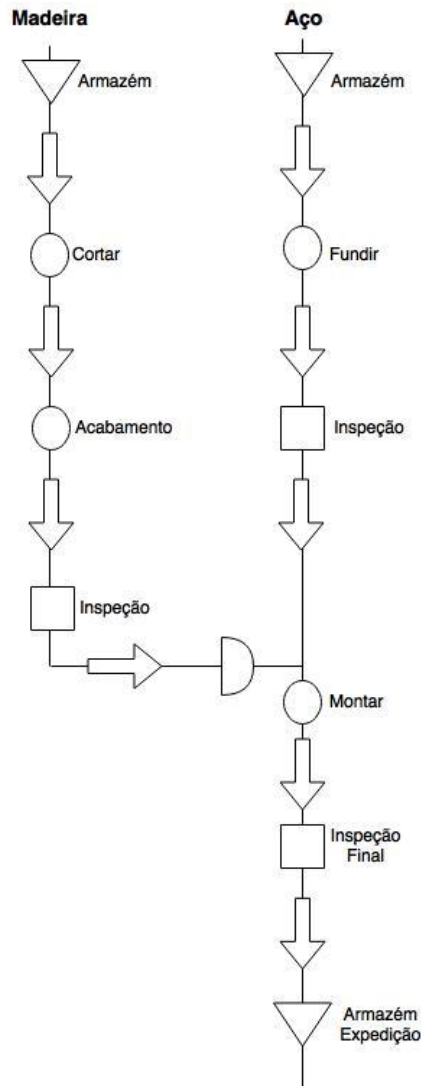 Madeira
Aço
Armazém
Armazém
Cortar
Fundir
Acabamento
Inspeção
Inspeção
Montar
Inspeção
Final
Armazém
Expedição